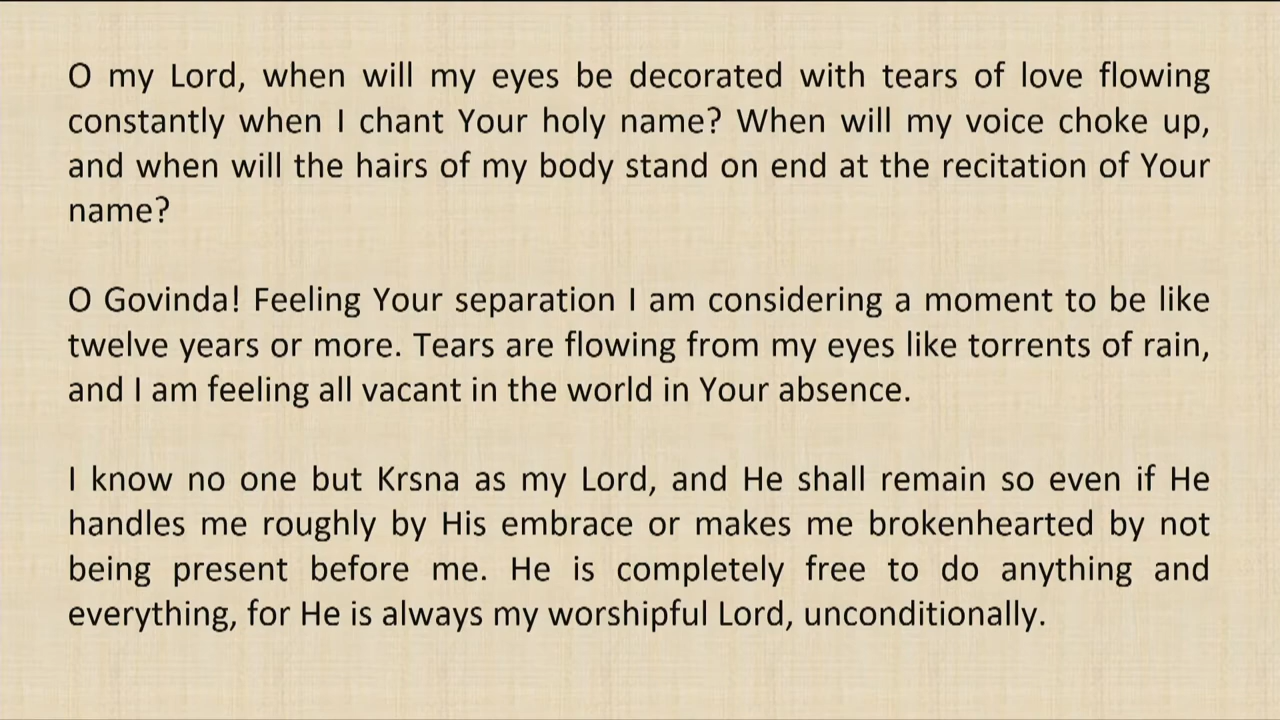 O my Lord, when will my eyes be decorated with tears of love flowing
constantly when I chant Your holy name? When will my voice choke up,
and when will the hairs of my body stand on end at the recitation of Your
name?
O Govinda! Feeling Your separation I am considering a moment to be like
twelve years or more. Tears are flowing from my eyes like torrents of rain,
and I am feeling all vacant in the world in Your absence.
I know no one but Krsna as my Lord, and He shall remain so even if He
handles me roughly by His embrace or makes me brokenhearted by not
being present before me. He is completely free to do anything and
everything, for He is always my worshipful Lord, unconditionally.